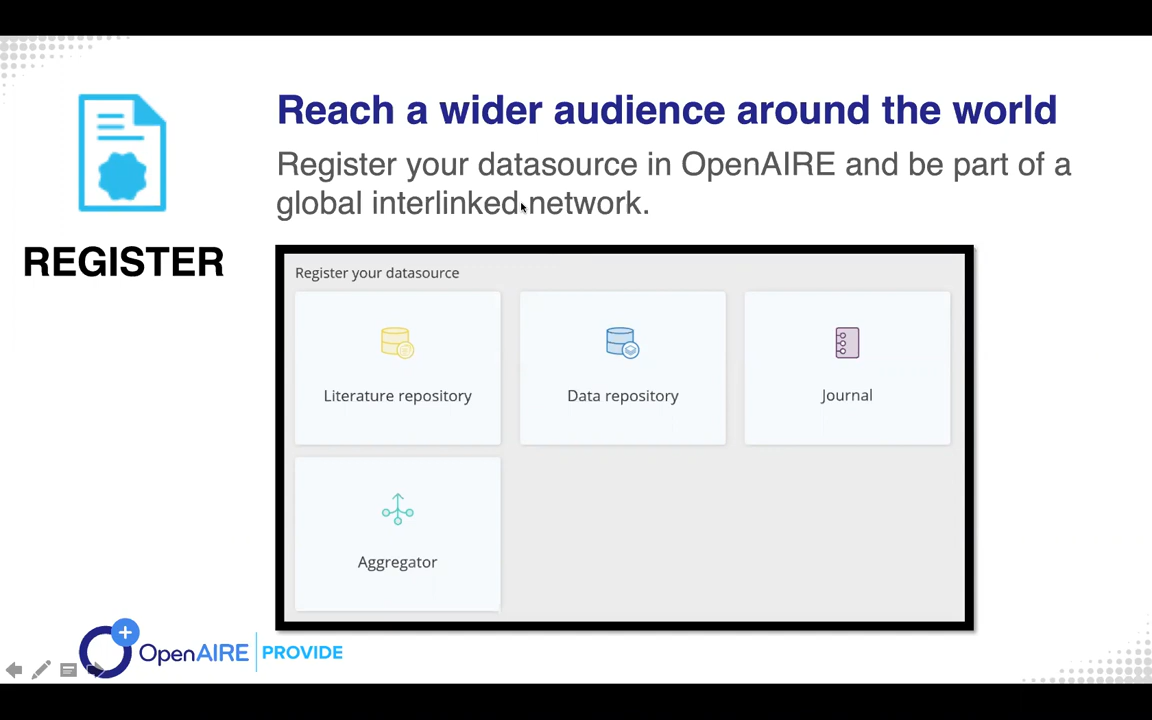 Reach a wider audience around the world
Register your datasource in OpenAIRE and be part of a
global interlinked network.
REGISTER
Register your datasource
Literature repository
Data repository
Journal
Aggregator
OpenAIRE PROVIDE